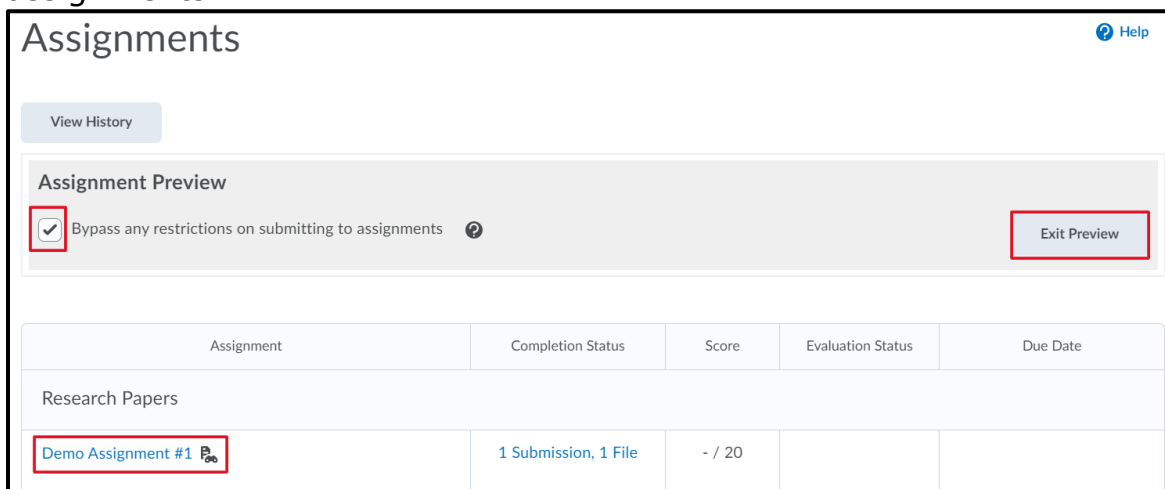 Assignments
Help
View History
Assignment Preview
Bypass any restrictions on submitting to assignments
Exit Preview
Assignment Completion Status Score Evaluation Status Due Date
Research Papers
Demo Assignment #1 1 Submission, 1 File - / 20